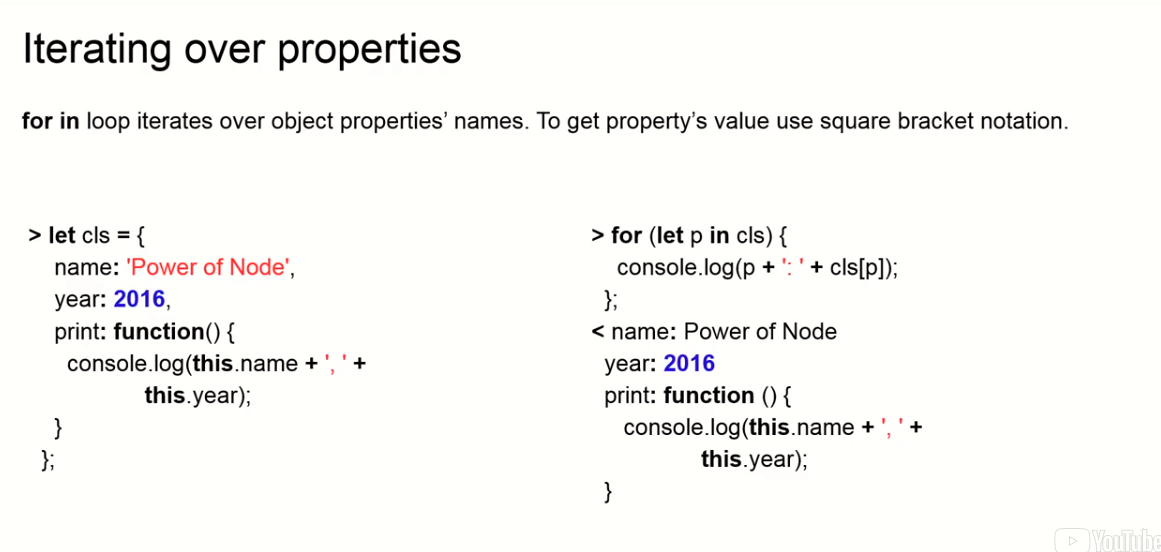 Iterating over properties
for in loop iterates over object properties’ names. To get property’s value use square bracket notation.
> let cls = {
name: 'Power of Node',
year: 2016,
print: function() {
console.log(this.name + ', ' +
this.year);
}
};
> for (let p in cls) {
console.log(p + ': ' + cls[p]);
};
< name: Power of Node
year: 2016
print: function () {
console.log(this.name + ', ' +
this.year);
}
YouTube